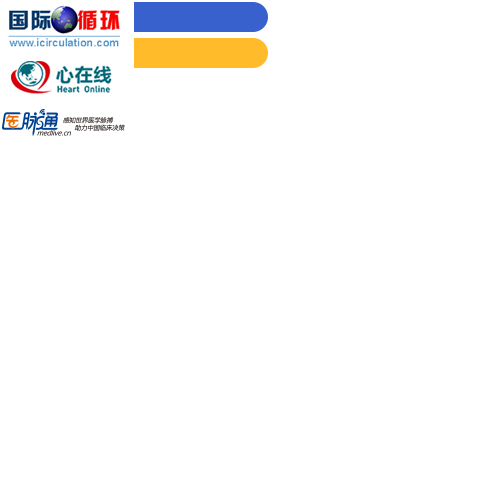 国际循环
www.icirculation.com
心在线
Heart Online
医脉通
感知世界医学脉搏
助力中国临床决策
medlive.cn